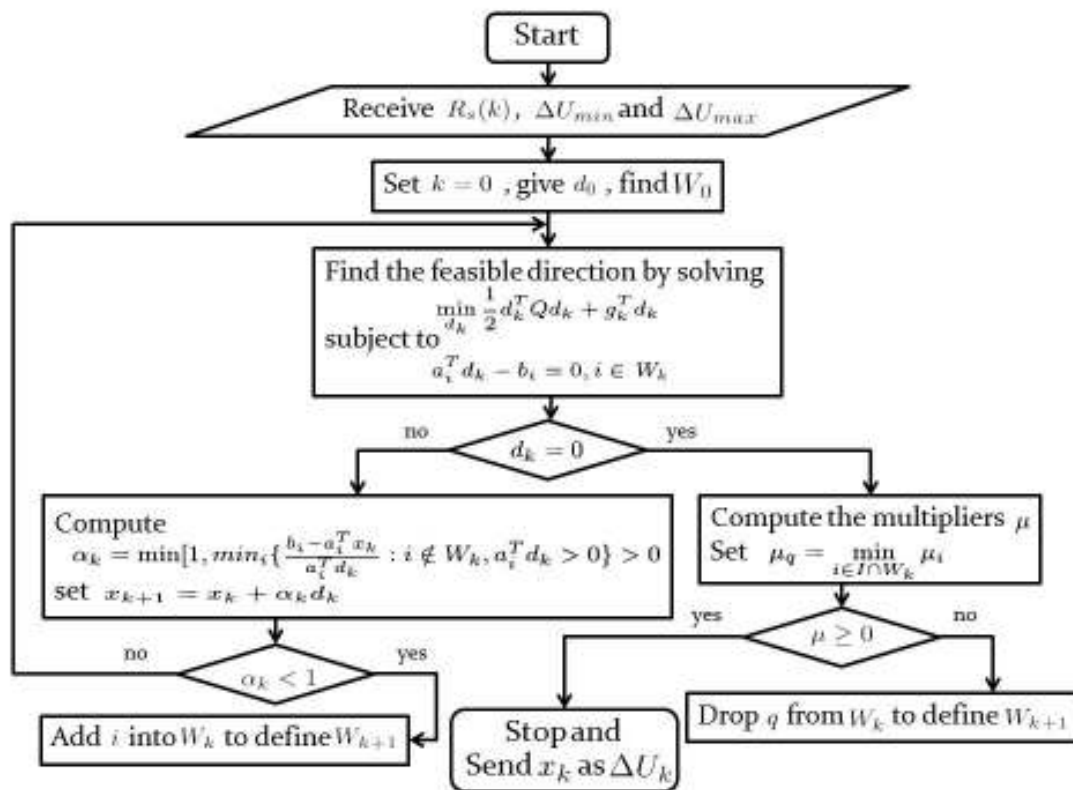 Start
Receive R_s(k), ΔU_min and ΔU_max
Set k = 0 , give d_0 , find W_0
Find the feasible direction by solving
min_{d_k} 1/2 d_k^T Q d_k + g_k^T d_k
subject to
a_i^T d_k − b_i = 0, i ∈ W_k
no
yes
d_k = 0
Compute
α_k = min[1, min_i{ (b_i − a_i^T x_k)/(a_i^T d_k) : i ∉ W_k, a_i^T d_k > 0} > 0
set x_{k+1} = x_k + α_k d_k
Compute the multipliers μ
Set μ_q = min_{i∈I∩W_k} μ_i
yes
no
μ ≥ 0
no
yes
α_k < 1
Add i into W_k to define W_{k+1}
Stop and
Send x_k as ΔU_k
Drop q from W_k to define W_{k+1}